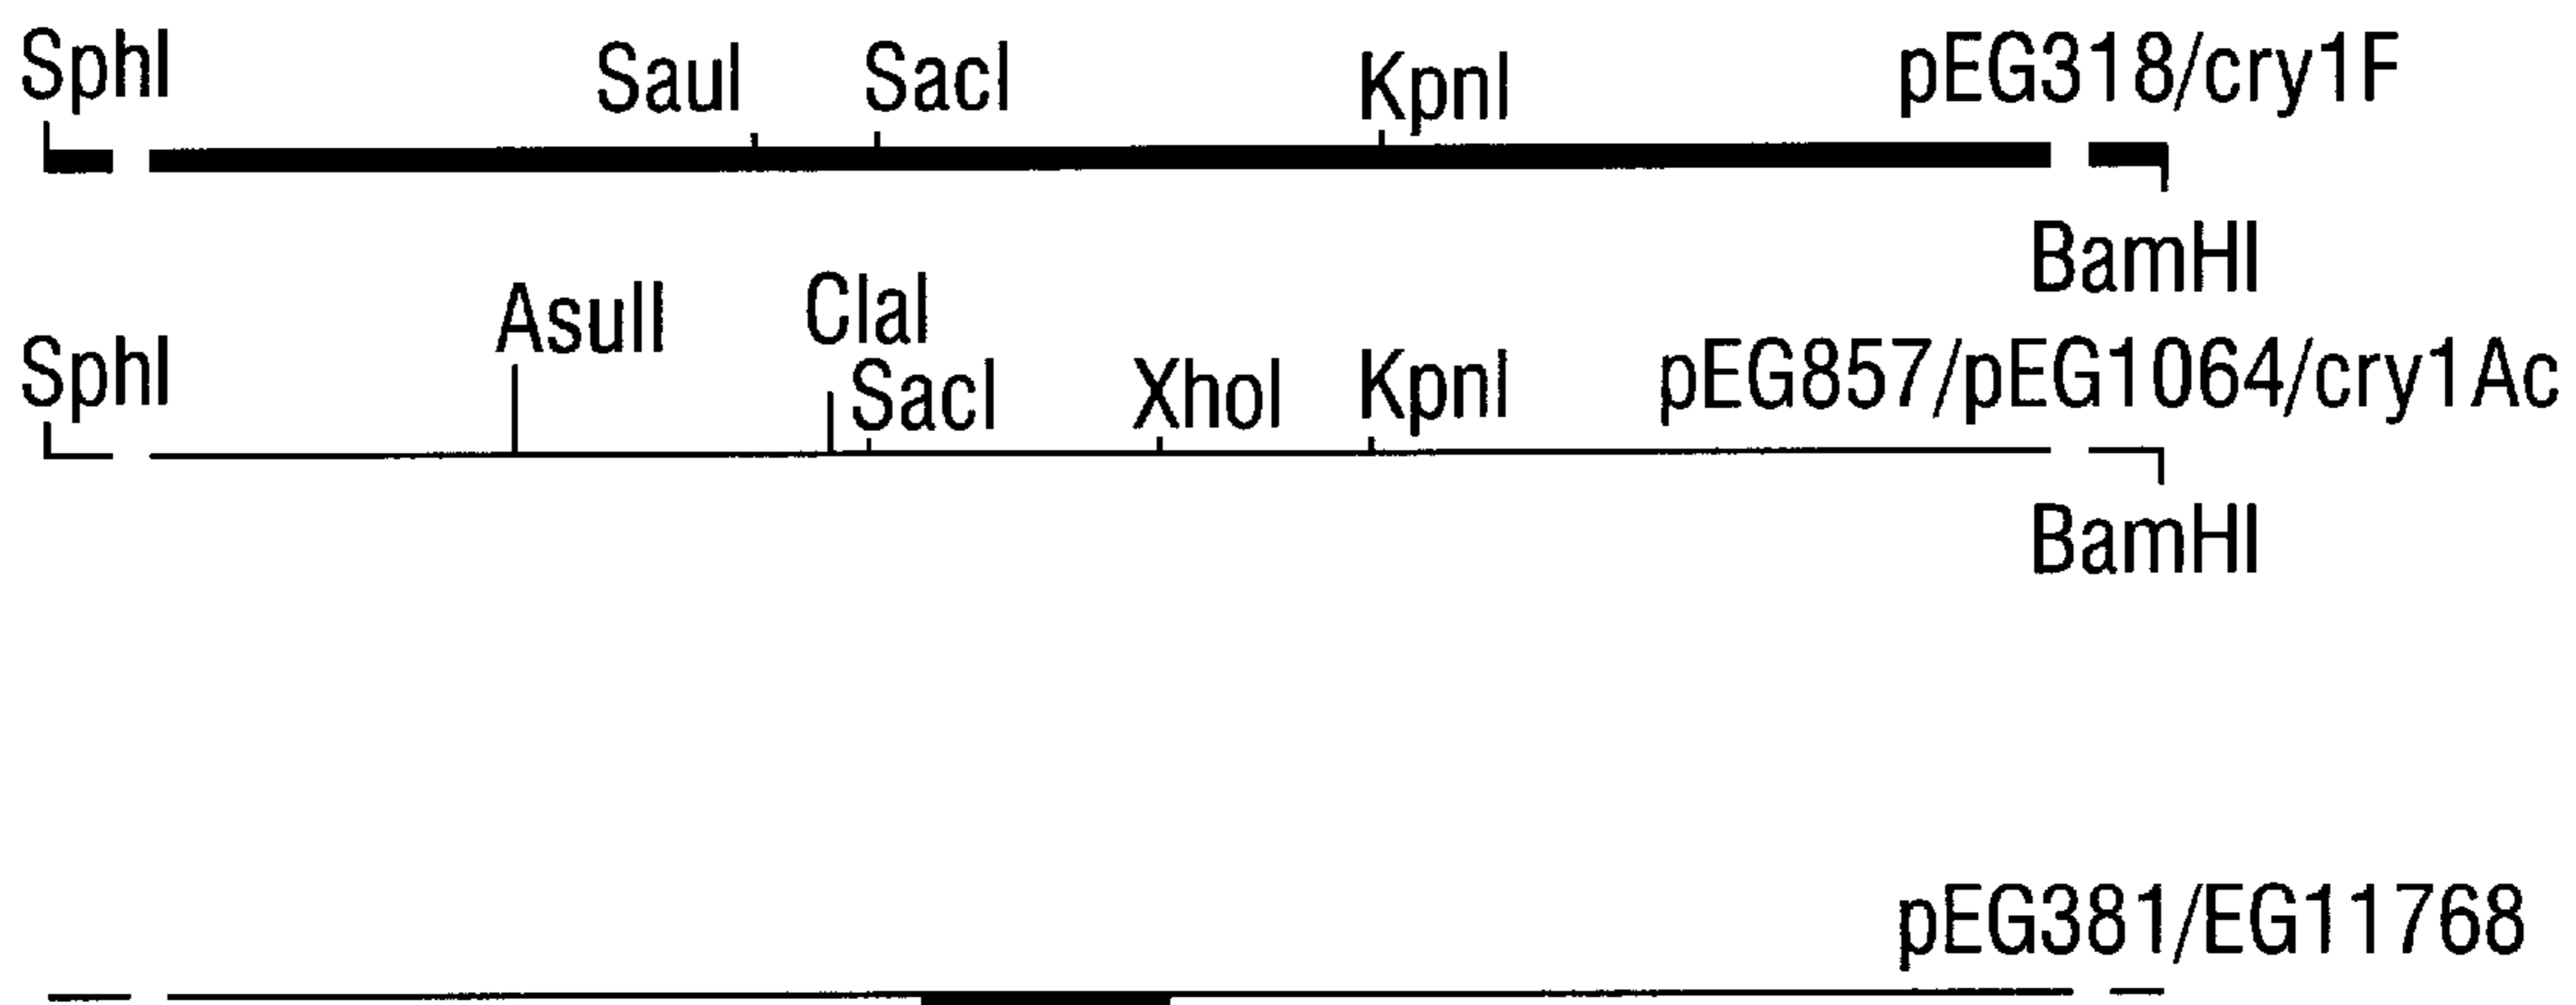 SphI SauI SacI KpnI pEG318/cry1F
BamHI
AsuII ClaI
SphI SacI XhoI KpnI pEG857/pEG1064/cry1Ac
BamHI
pEG381/EG11768